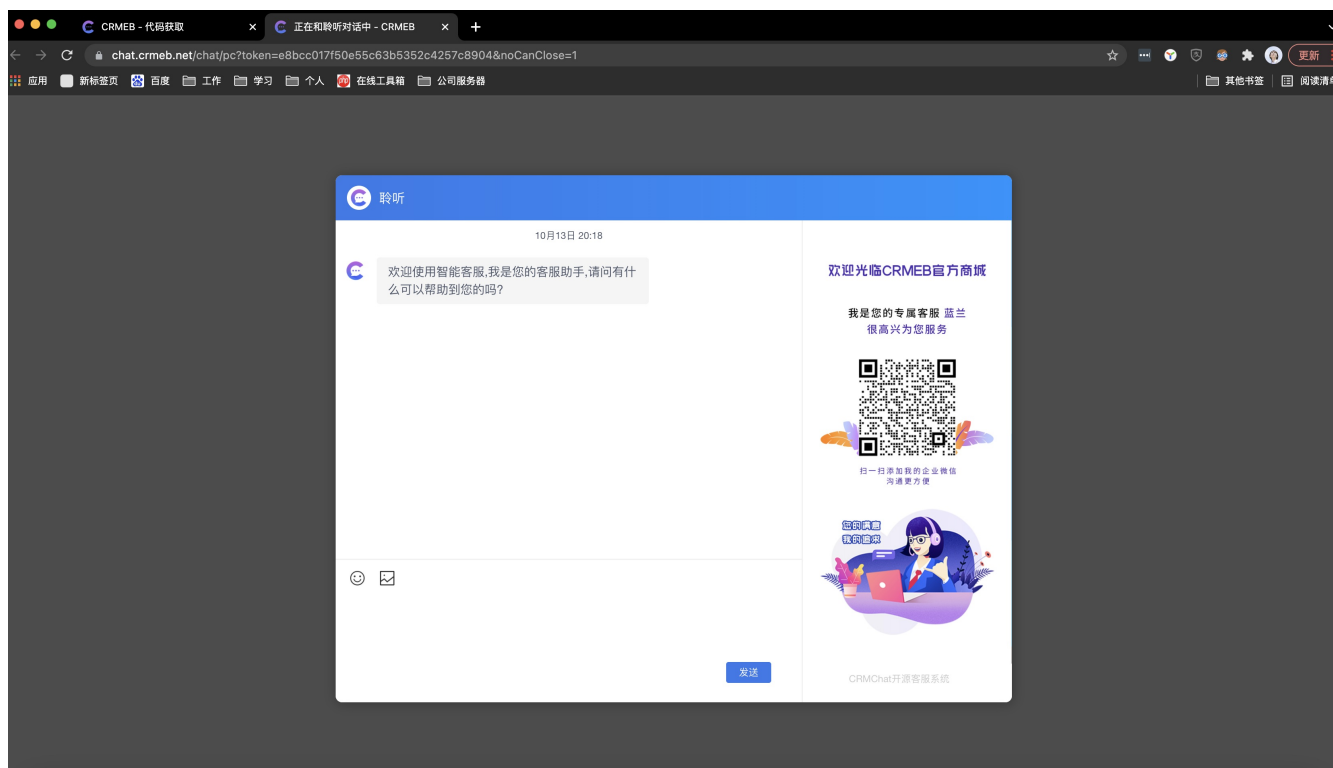 CRMEB - 代码获取
正在和聆听对话中 - CRMEB
chat.crmeb.net/chat/pc?token=e8bcc017f50e55c63b5352c4257c8904&noCanClose=1
更新
应用
新标签页
百度
工作
学习
个人
在线工具箱
公司服务器
其他书签
阅读清单
聆听
10月13日 20:18
欢迎使用智能客服,我是您的客服助手,请问有什
么可以帮助到您的吗?
发送
欢迎光临CRMEB官方商城
我是您的专属客服 蓝兰
很高兴为您服务
扫一扫添加我的企业微信
沟通更方便
您的满意
我的追求
CRMChat开源客服系统